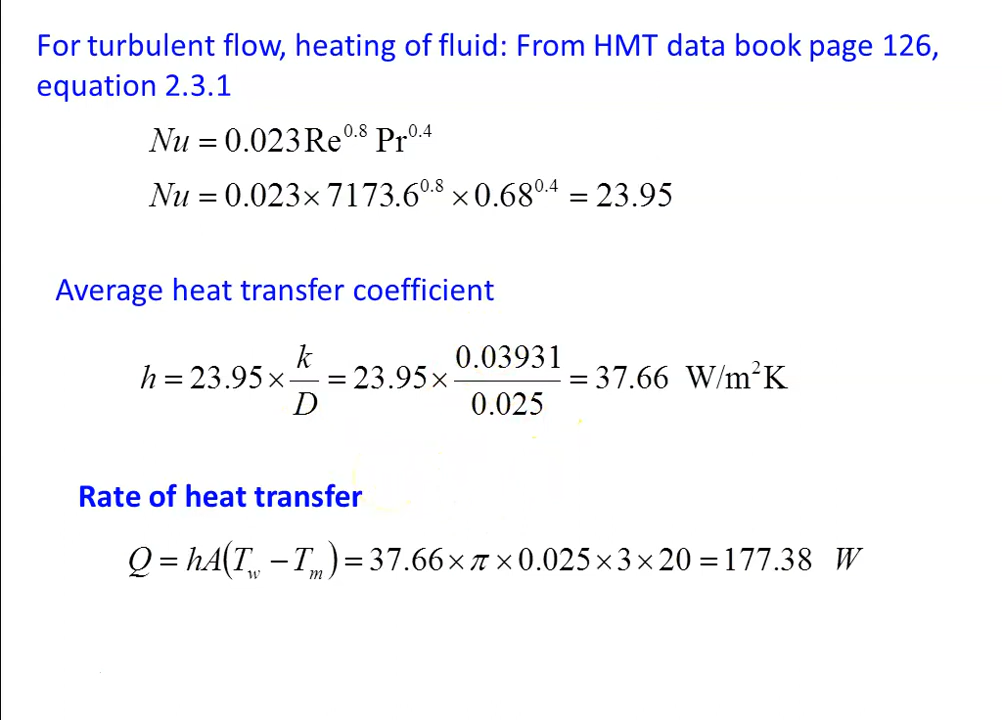 For turbulent flow, heating of fluid: From HMT data book page 126,
equation 2.3.1
Nu = 0.023 Re^0.8 Pr^0.4
Nu = 0.023 × 7173.6^0.8 × 0.68^0.4 = 23.95
Average heat transfer coefficient
h = 23.95 × k/D = 23.95 × 0.03931/0.025 = 37.66 W/m²K
Rate of heat transfer
Q = hA(T_w − T_m) = 37.66 × π × 0.025 × 3 × 20 = 177.38 W